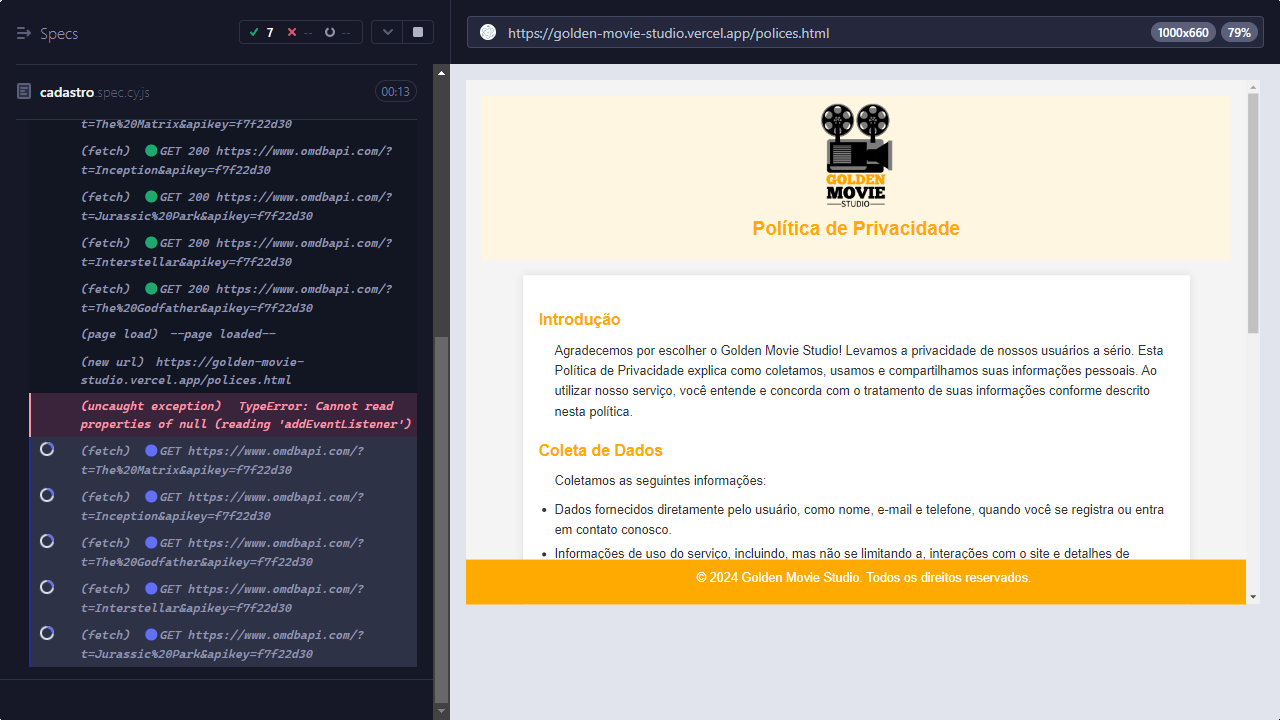 Specs
7 -- --
https://golden-movie-studio.vercel.app/polices.html
1000x660
79%
cadastro.spec.cy.js
00:13
t=The%20Matrix&apikey=f7f22d30
(fetch) GET 200 https://www.omdbapi.com/?
t=Inception&apikey=f7f22d30
(fetch) GET 200 https://www.omdbapi.com/?
t=Jurassic%20Park&apikey=f7f22d30
(fetch) GET 200 https://www.omdbapi.com/?
t=Interstellar&apikey=f7f22d30
(fetch) GET 200 https://www.omdbapi.com/?
t=The%20Godfather&apikey=f7f22d30
(page load) --page loaded--
(new url) https://golden-movie-
studio.vercel.app/polices.html
(uncaught exception) TypeError: Cannot read
properties of null (reading 'addEventListener')
(fetch) GET https://www.omdbapi.com/?
t=The%20Matrix&apikey=f7f22d30
(fetch) GET https://www.omdbapi.com/?
t=Inception&apikey=f7f22d30
(fetch) GET https://www.omdbapi.com/?
t=The%20Godfather&apikey=f7f22d30
(fetch) GET https://www.omdbapi.com/?
t=Interstellar&apikey=f7f22d30
(fetch) GET https://www.omdbapi.com/?
t=Jurassic%20Park&apikey=f7f22d30
GOLDEN
MOVIE
STUDIO
Política de Privacidade
Introdução
Agradecemos por escolher o Golden Movie Studio! Levamos a privacidade de nossos usuários a sério. Esta
Política de Privacidade explica como coletamos, usamos e compartilhamos suas informações pessoais. Ao
utilizar nosso serviço, você entende e concorda com o tratamento de suas informações conforme descrito
nesta política.
Coleta de Dados
Coletamos as seguintes informações:
• Dados fornecidos diretamente pelo usuário, como nome, e-mail e telefone, quando você se registra ou entra
em contato conosco.
• Informações de uso do serviço, incluindo, mas não se limitando a, interações com o site e detalhes de
© 2024 Golden Movie Studio. Todos os direitos reservados.